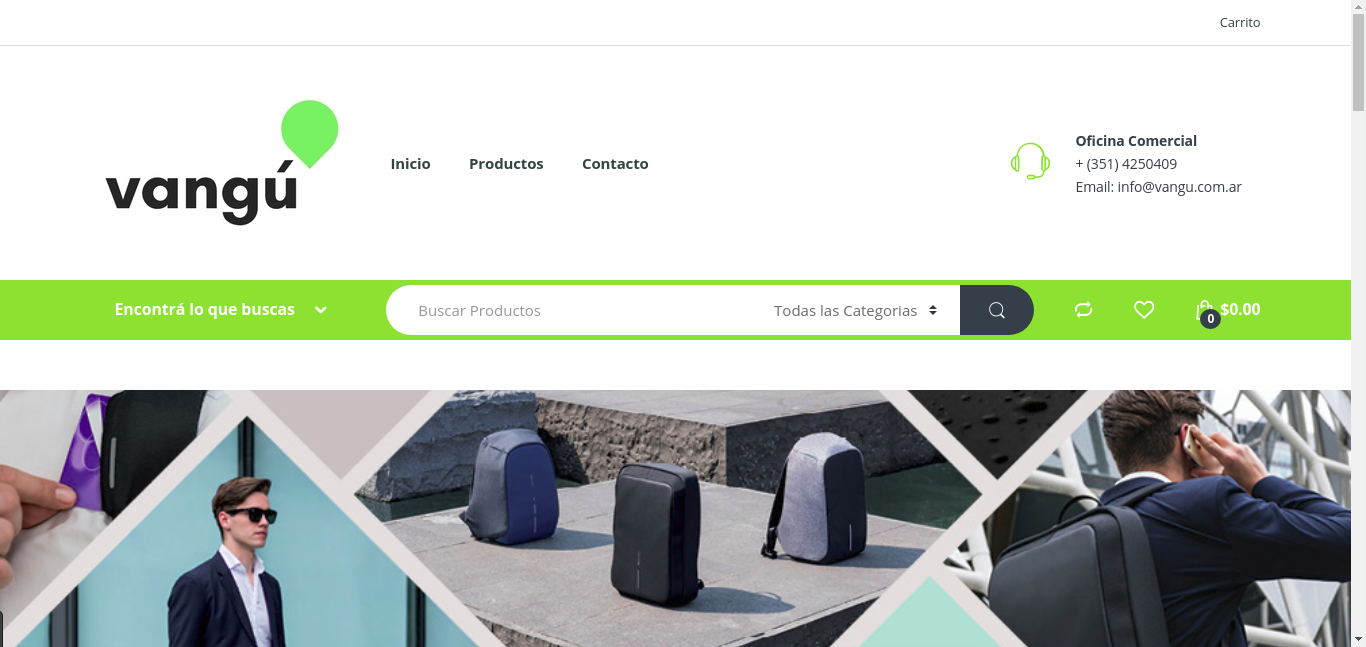 Carrito
vangú
Inicio
Productos
Contacto
Oficina Comercial
+ (351) 4250409
Email: info@vangu.com.ar
Encontrá lo que buscas
Buscar Productos
Todas las Categorias
0
$0.00